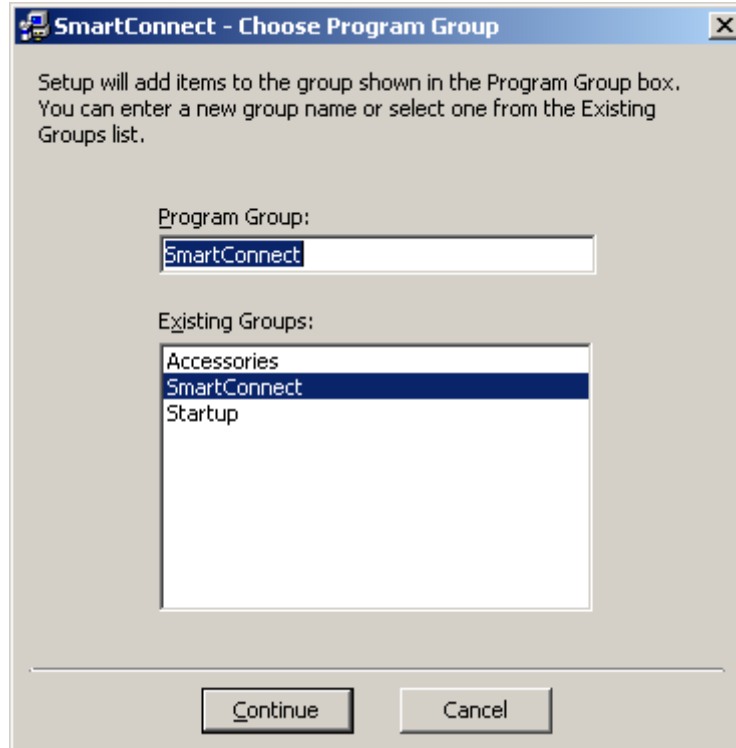 SmartConnect - Choose Program Group
Setup will add items to the group shown in the Program Group box.
You can enter a new group name or select one from the Existing
Groups list.
Program Group:
SmartConnect
Existing Groups:
Accessories
SmartConnect
Startup
Continue
Cancel